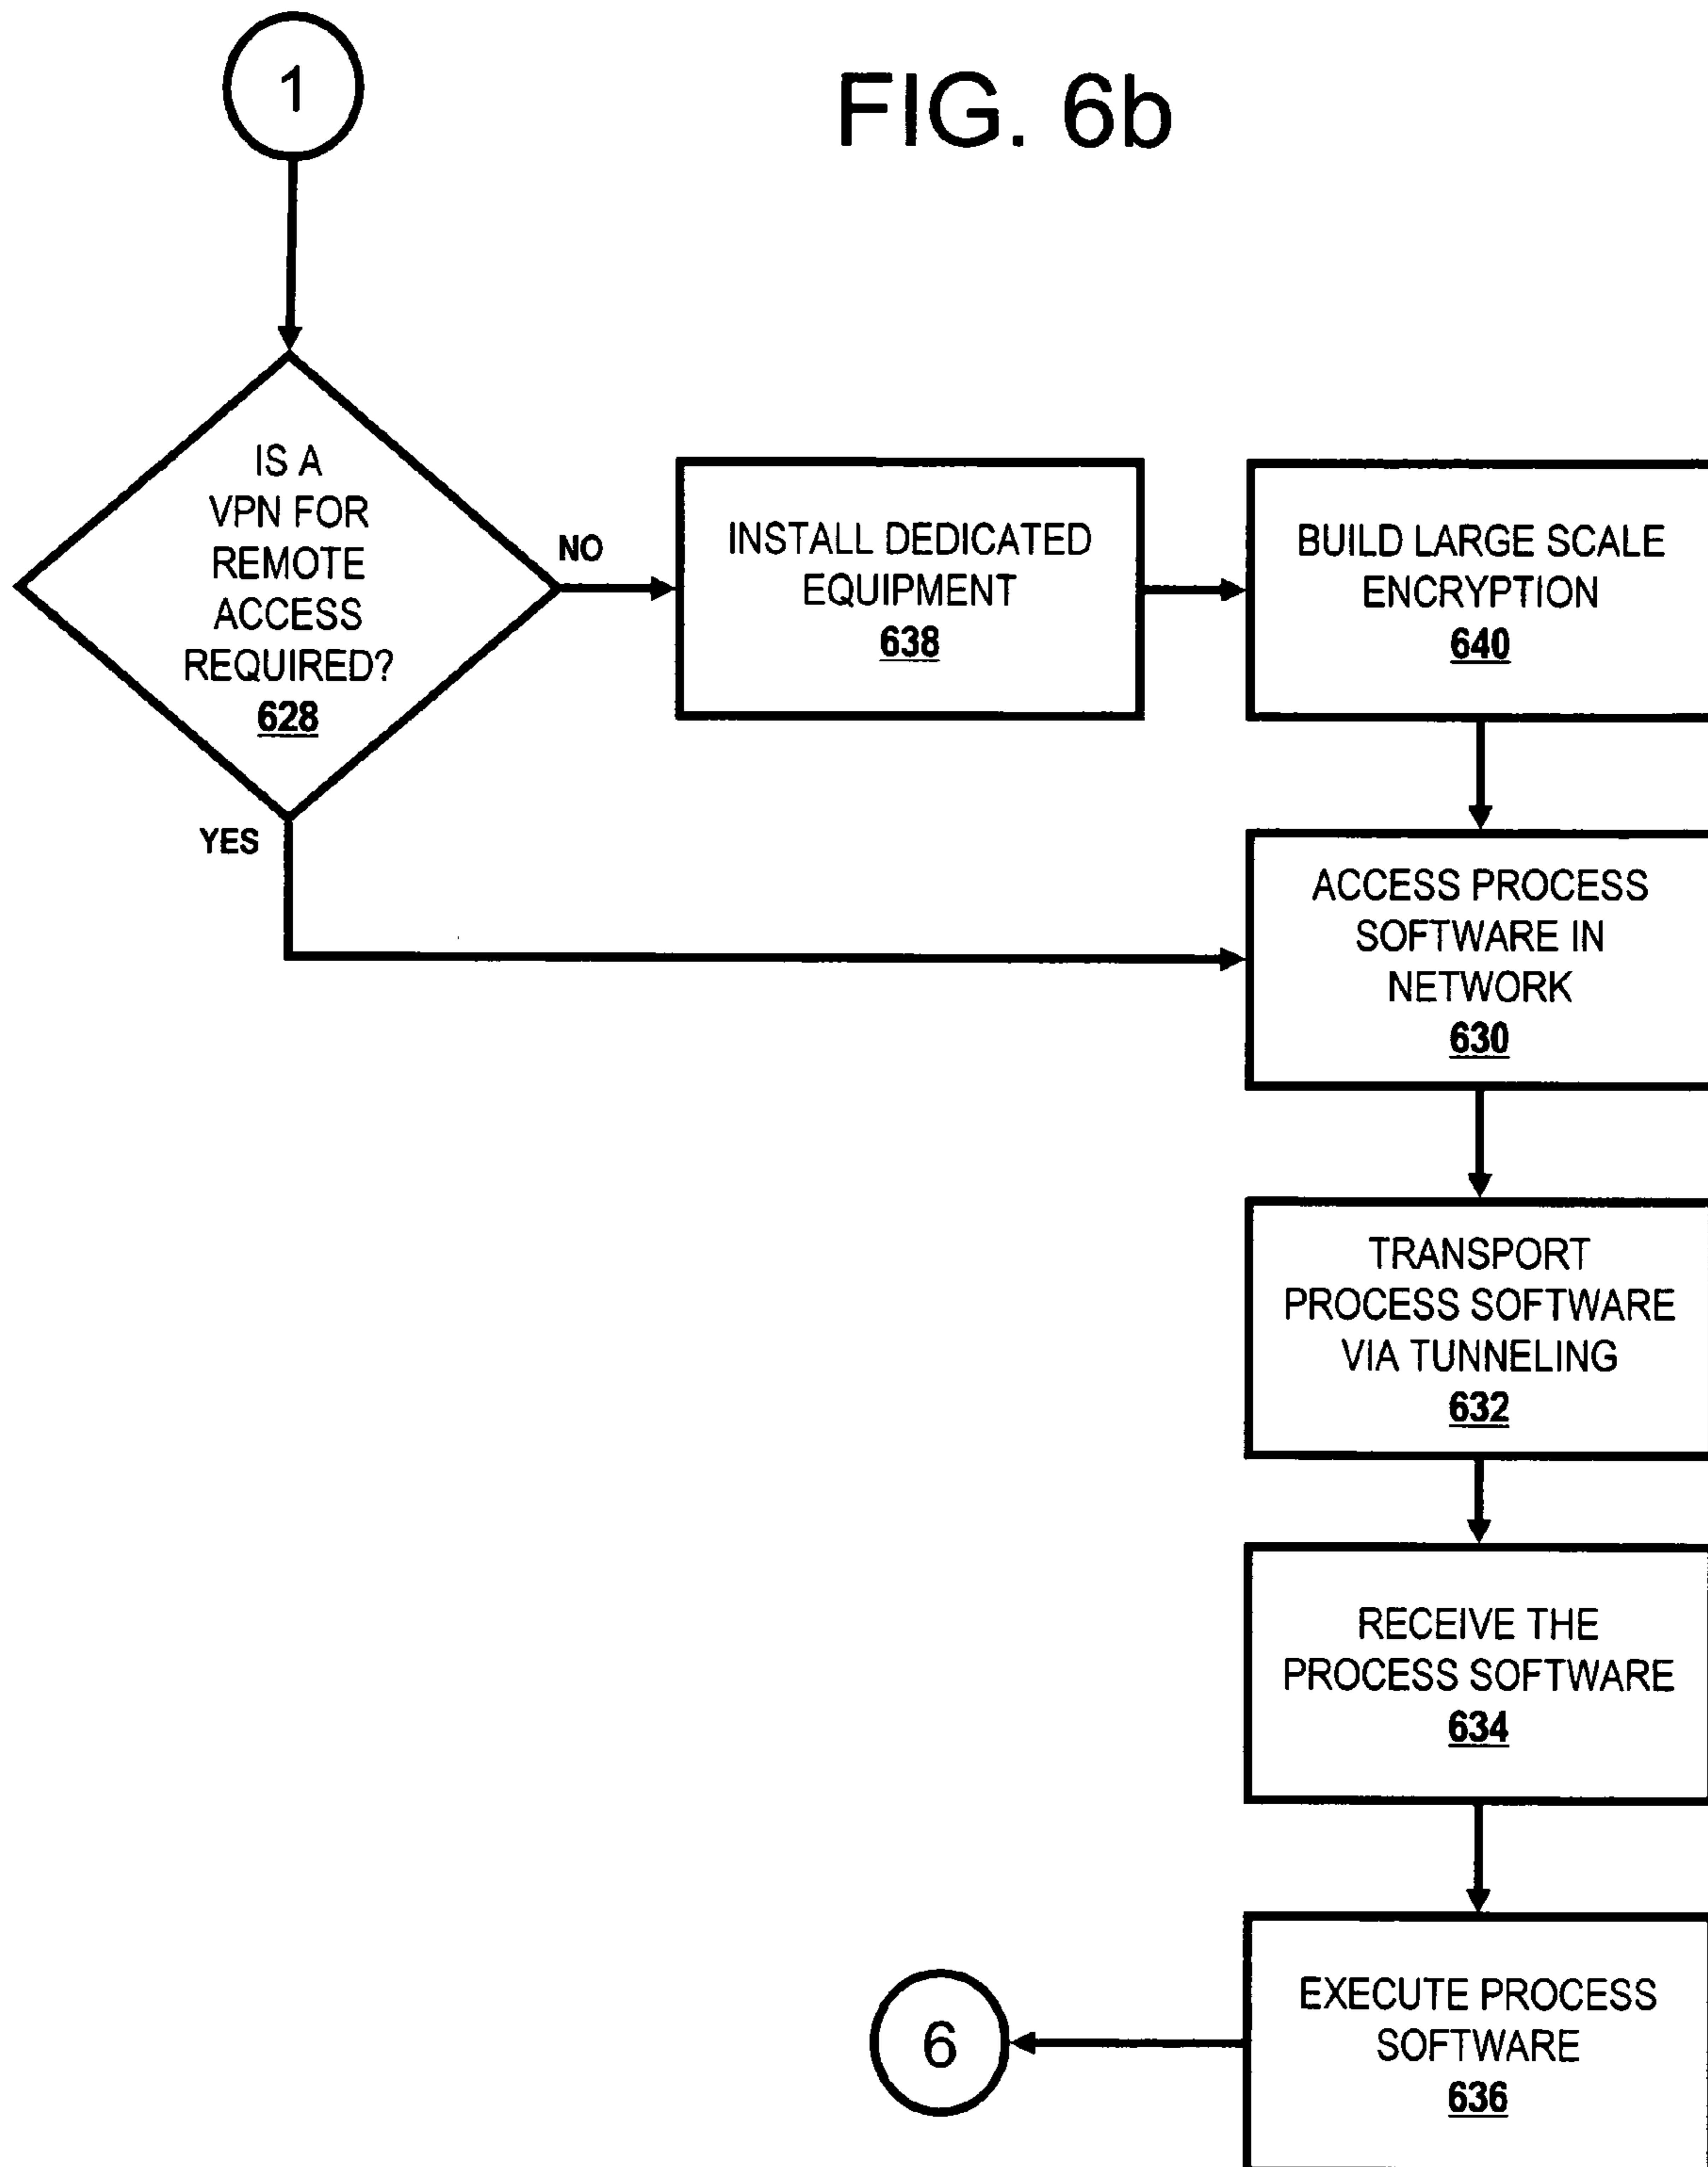 1
FIG. 6b
IS A
VPN FOR
REMOTE
ACCESS
REQUIRED?
628
NO
INSTALL DEDICATED
EQUIPMENT
638
BUILD LARGE SCALE
ENCRYPTION
640
YES
ACCESS PROCESS
SOFTWARE IN
NETWORK
630
TRANSPORT
PROCESS SOFTWARE
VIA TUNNELING
632
RECEIVE THE
PROCESS SOFTWARE
634
EXECUTE PROCESS
SOFTWARE
636
6